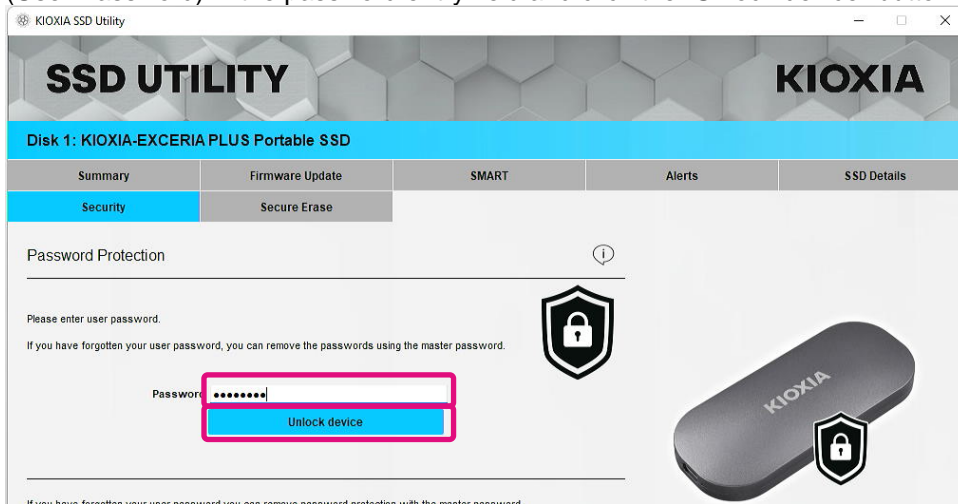 KIOXIA SSD Utility
SSD UTILITY
KIOXIA
Disk 1: KIOXIA-EXCERIA PLUS Portable SSD
Summary Firmware Update SMART Alerts SSD Details
Security Secure Erase
Password Protection
Please enter user password.
If you have forgotten your user password, you can remove the passwords using the master password.
Password ••••••••
Unlock device
KIOXIA